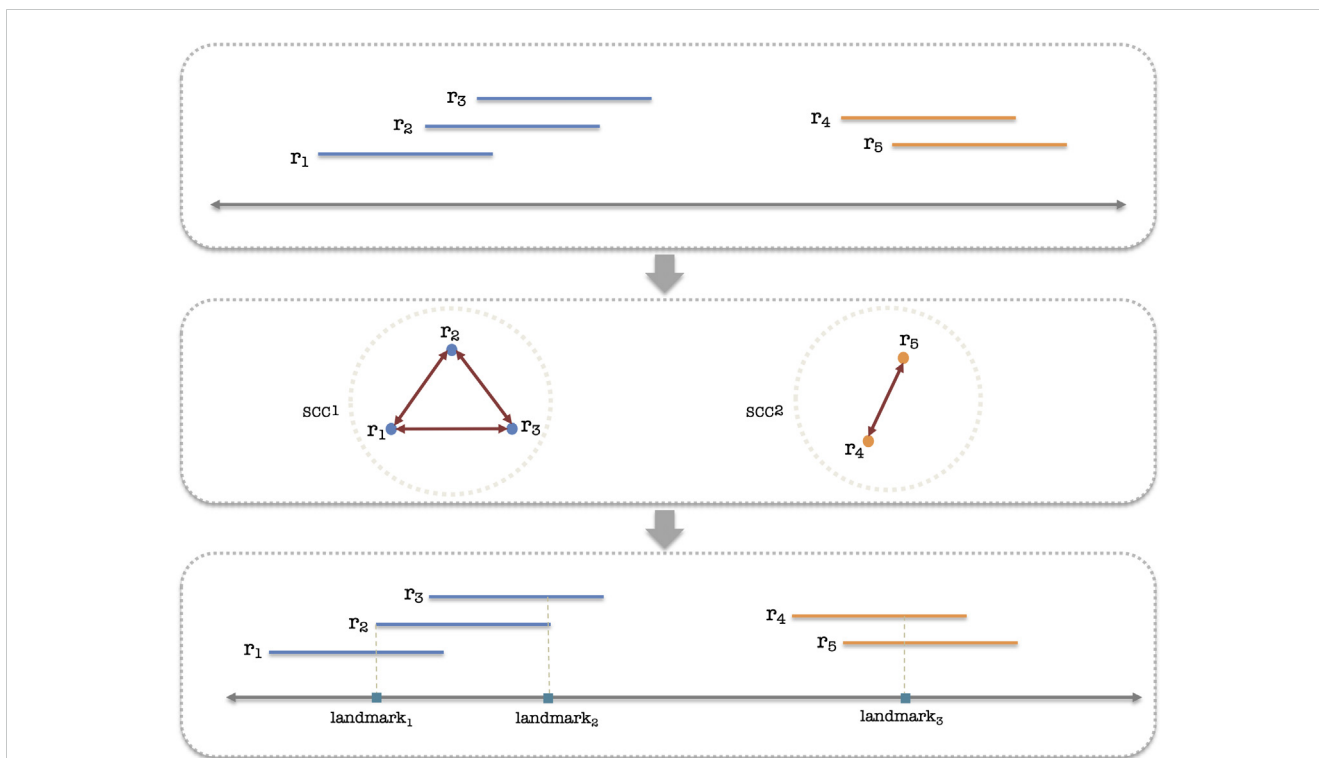 r₃
r₂
r₁
r₄
r₅
r₂
scc¹
r₁
r₃
r₅
scc²
r₄
r₃
r₂
r₁
r₄
r₅
landmark₁
landmark₂
landmark₃